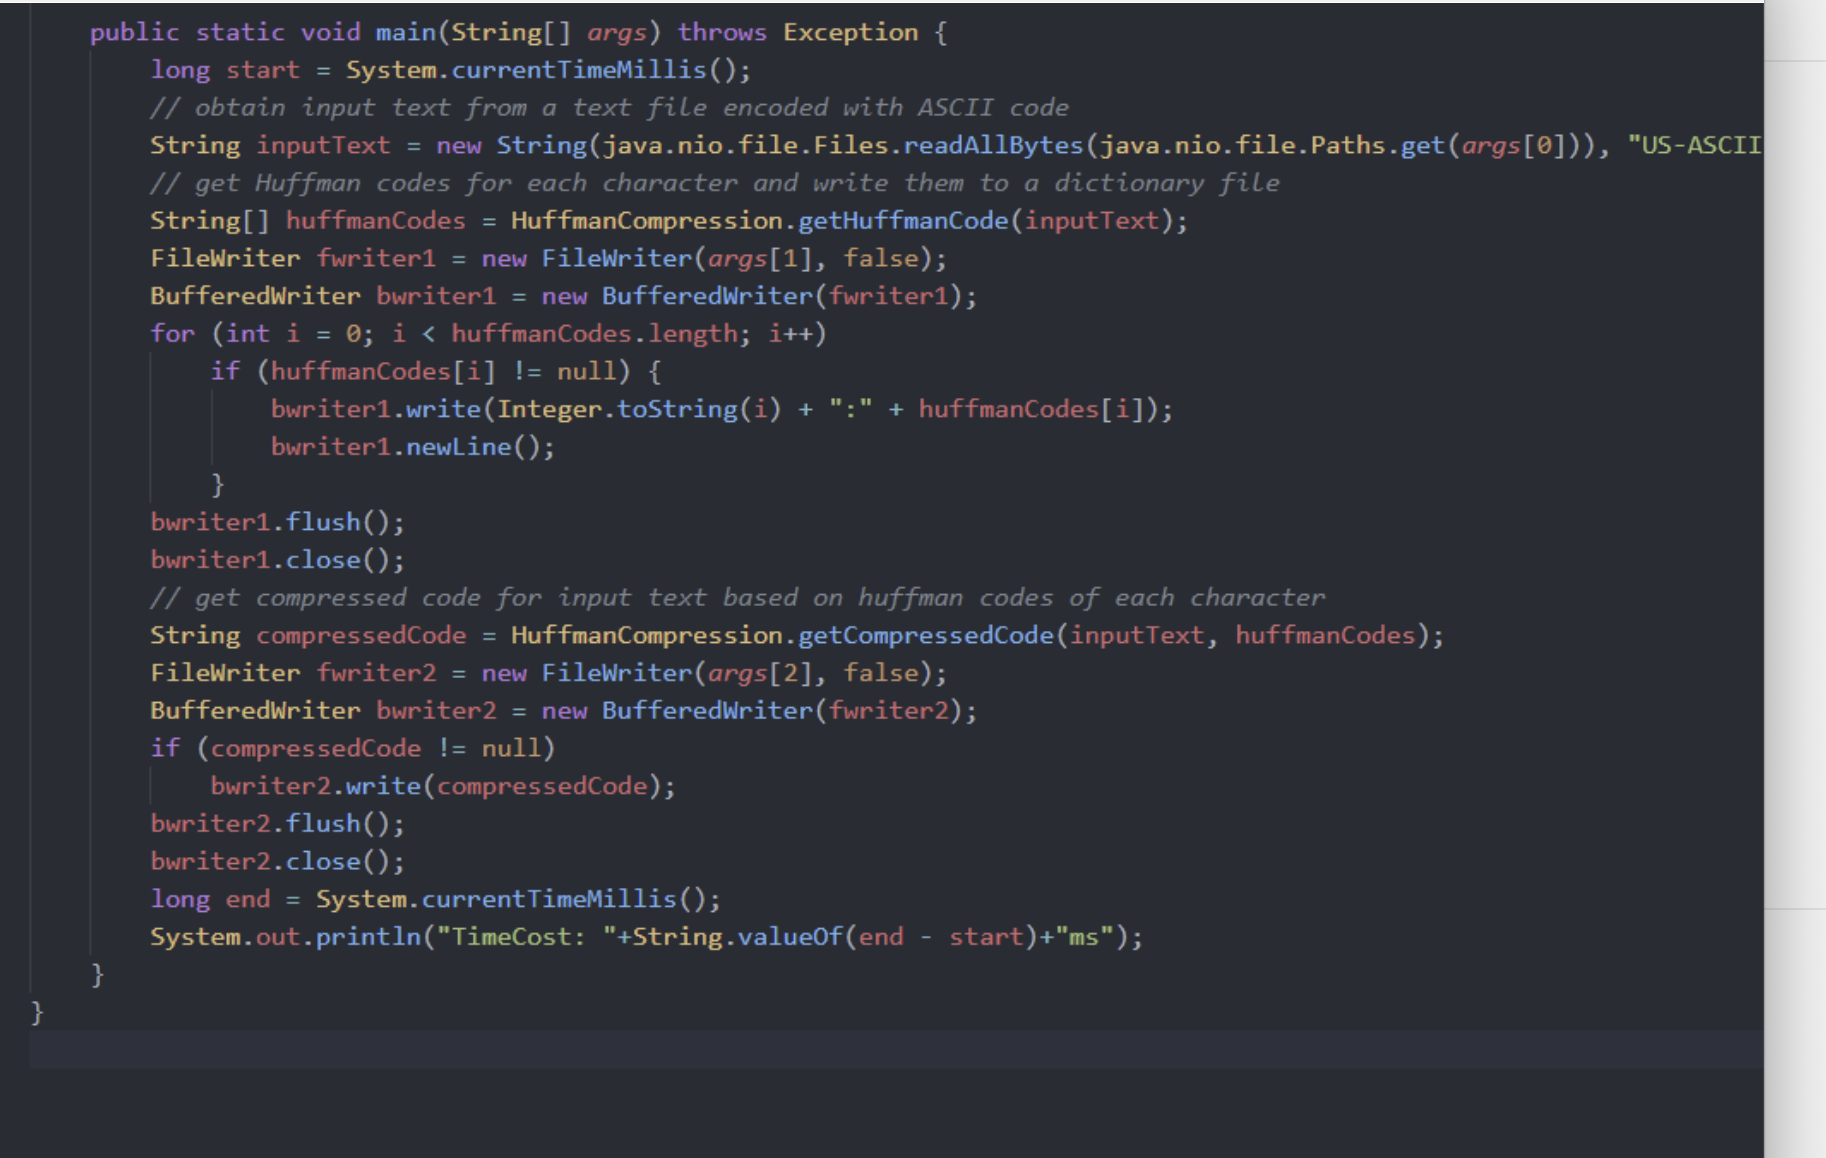 public static void main(String[] args) throws Exception {
long start = System.currentTimeMillis();
// obtain input text from a text file encoded with ASCII code
String inputText = new String(java.nio.file.Files.readAllBytes(java.nio.file.Paths.get(args[0])), "US-ASCII
// get Huffman codes for each character and write them to a dictionary file
String[] huffmanCodes = HuffmanCompression.getHuffmanCode(inputText);
FileWriter fwriter1 = new FileWriter(args[1], false);
BufferedWriter bwriter1 = new BufferedWriter(fwriter1);
for (int i = 0; i < huffmanCodes.length; i++)
if (huffmanCodes[i] != null) {
bwriter1.write(Integer.toString(i) + ":" + huffmanCodes[i]);
bwriter1.newLine();
}
bwriter1.flush();
bwriter1.close();
// get compressed code for input text based on huffman codes of each character
String compressedCode = HuffmanCompression.getCompressedCode(inputText, huffmanCodes);
FileWriter fwriter2 = new FileWriter(args[2], false);
BufferedWriter bwriter2 = new BufferedWriter(fwriter2);
if (compressedCode != null)
bwriter2.write(compressedCode);
bwriter2.flush();
bwriter2.close();
long end = System.currentTimeMillis();
System.out.println("TimeCost: "+String.valueOf(end - start)+"ms");
}
}